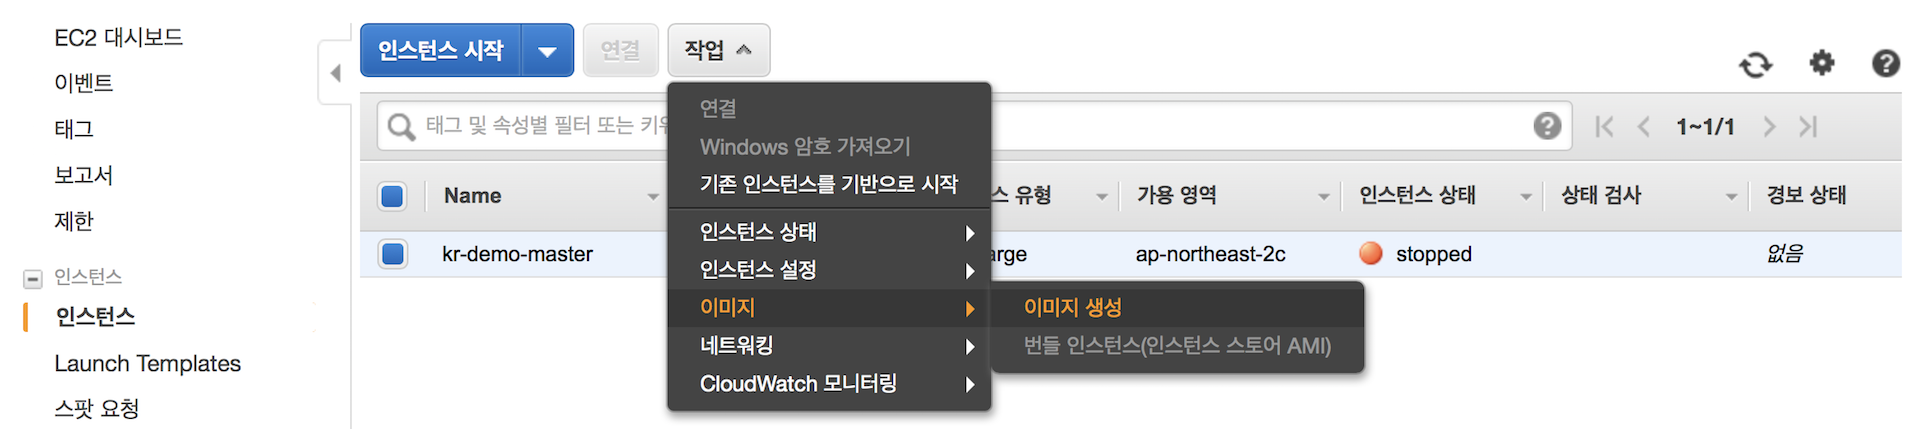 EC2 대시보드
이벤트
태그
보고서
제한
인스턴스
인스턴스
Launch Templates
스팟 요청
인스턴스 시작 연결 작업
태그 및 속성별 필터 또는 1~1/1
Name 스 유형 가용 영역 인스턴스 상태 상태 검사 경보 상태
kr-demo-master arge ap-northeast-2c stopped 없음
연결
Windows 암호 가져오기
기존 인스턴스를 기반으로 시작
인스턴스 상태
인스턴스 설정
이미지
네트워킹
CloudWatch 모니터링
이미지 생성
번들 인스턴스(인스턴스 스토어 AMI)